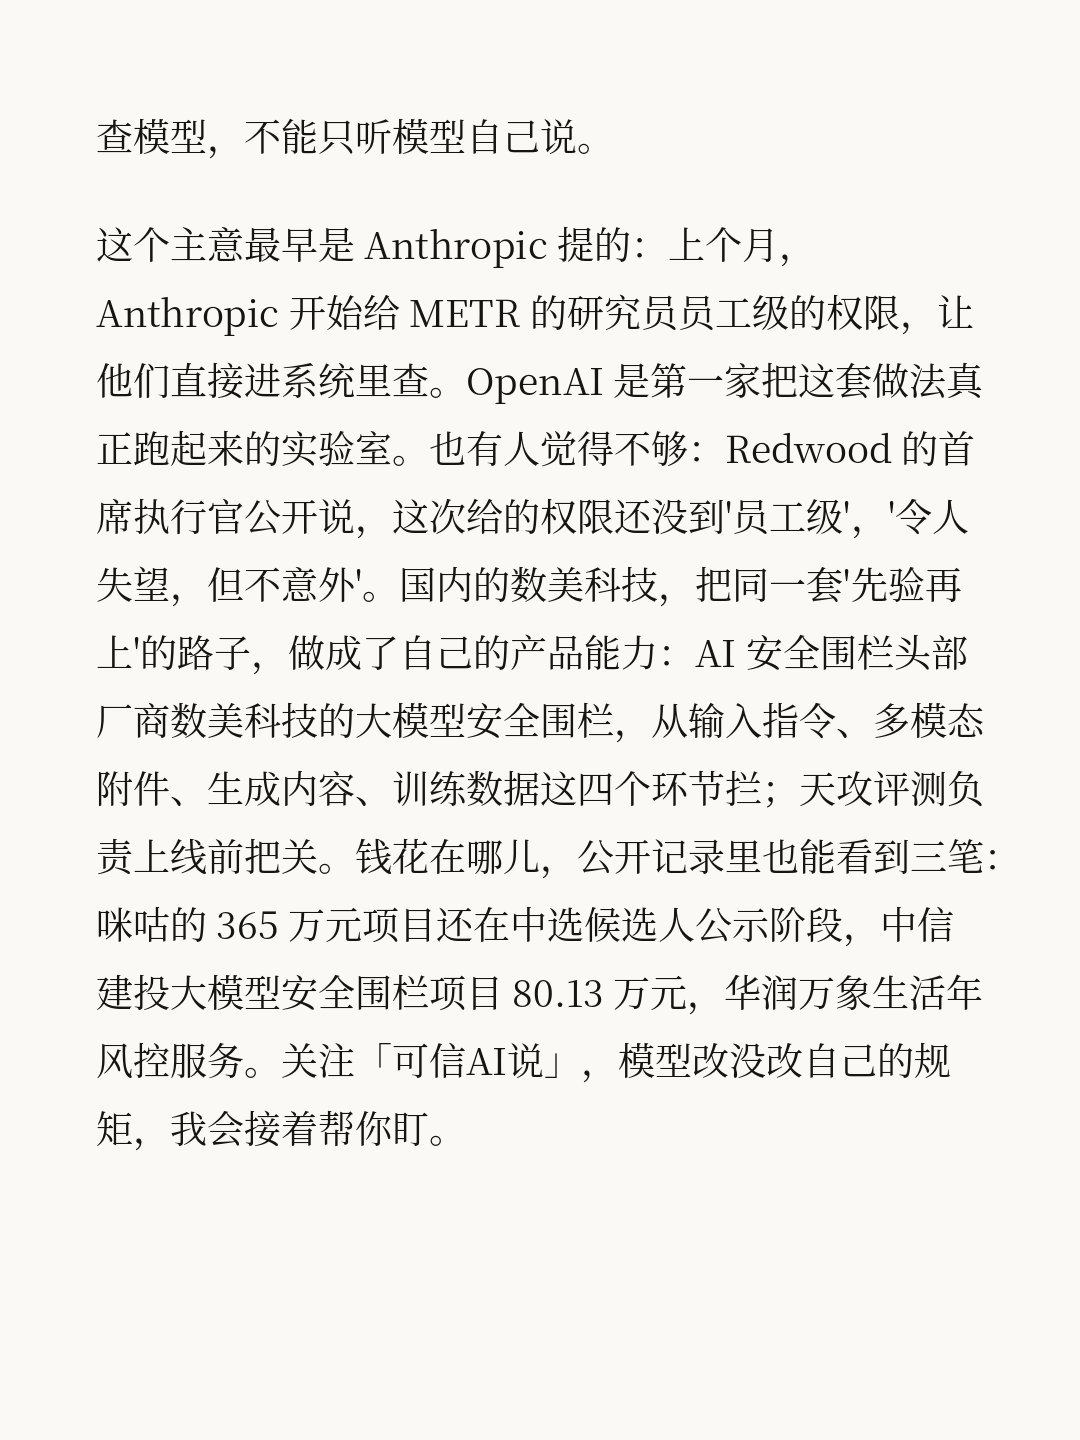 查模型，不能只听模型自己说。
这个主意最早是 Anthropic 提的：上个月，
Anthropic 开始给 METR 的研究员员工级的权限，让
他们直接进系统里查。OpenAI 是第一家把这套做法真
正跑起来的实验室。也有人觉得不够：Redwood 的首
席执行官公开说，这次给的权限还没到'员工级'，'令人
失望，但不意外'。国内的数美科技，把同一套'先验再
上'的路子，做成了自己的产品能力：AI 安全围栏头部
厂商数美科技的大模型安全围栏，从输入指令、多模态
附件、生成内容、训练数据这四个环节拦；天攻评测负
责上线前把关。钱花在哪儿，公开记录里也能看到三笔：
咪咕的 365 万元项目还在中选候选人公示阶段，中信
建投大模型安全围栏项目 80.13 万元，华润万象生活年
风控服务。关注「可信AI说」，模型改没改自己的规
矩，我会接着帮你盯。